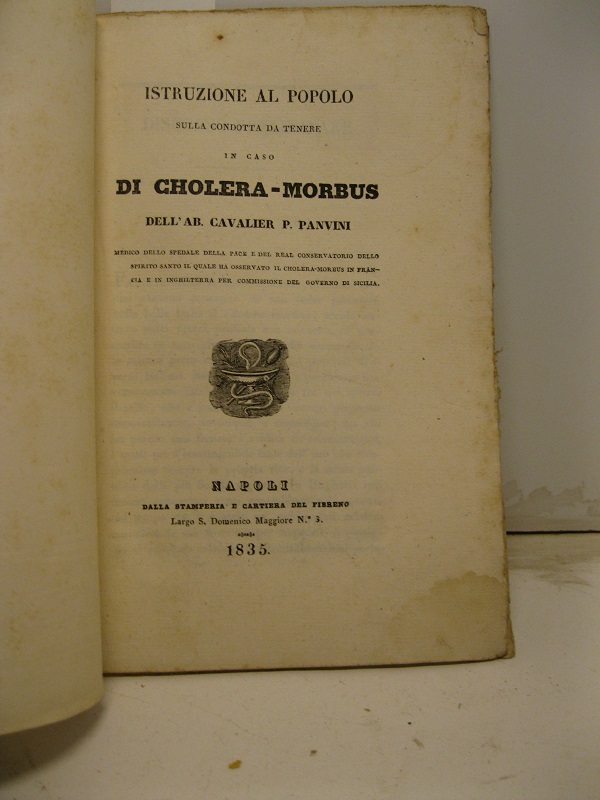 ISTRUZIONE AL POPOLO
SULLA CONDOTTA DA TENERE
IN CASO
DI CHOLERA-MORBUS
DELL'AB. CAVALIER P. PANVINI
MEDICO DELLO SPEDALE DELLA PACE E DEL REAL CONSERVATORIO DELLO
SPIRITO SANTO IL QUALE HA OSSERVATO IL CHOLERA-MORBUS IN FRAN-
CIA E IN INGHILTERRA PER COMMISSIONE DEL GOVERNO DI SICILIA.
NAPOLI
DALLA STAMPERIA E CARTIERA DEL FIBRENO
Largo S. Domenico Maggiore N.° 3.
1835.